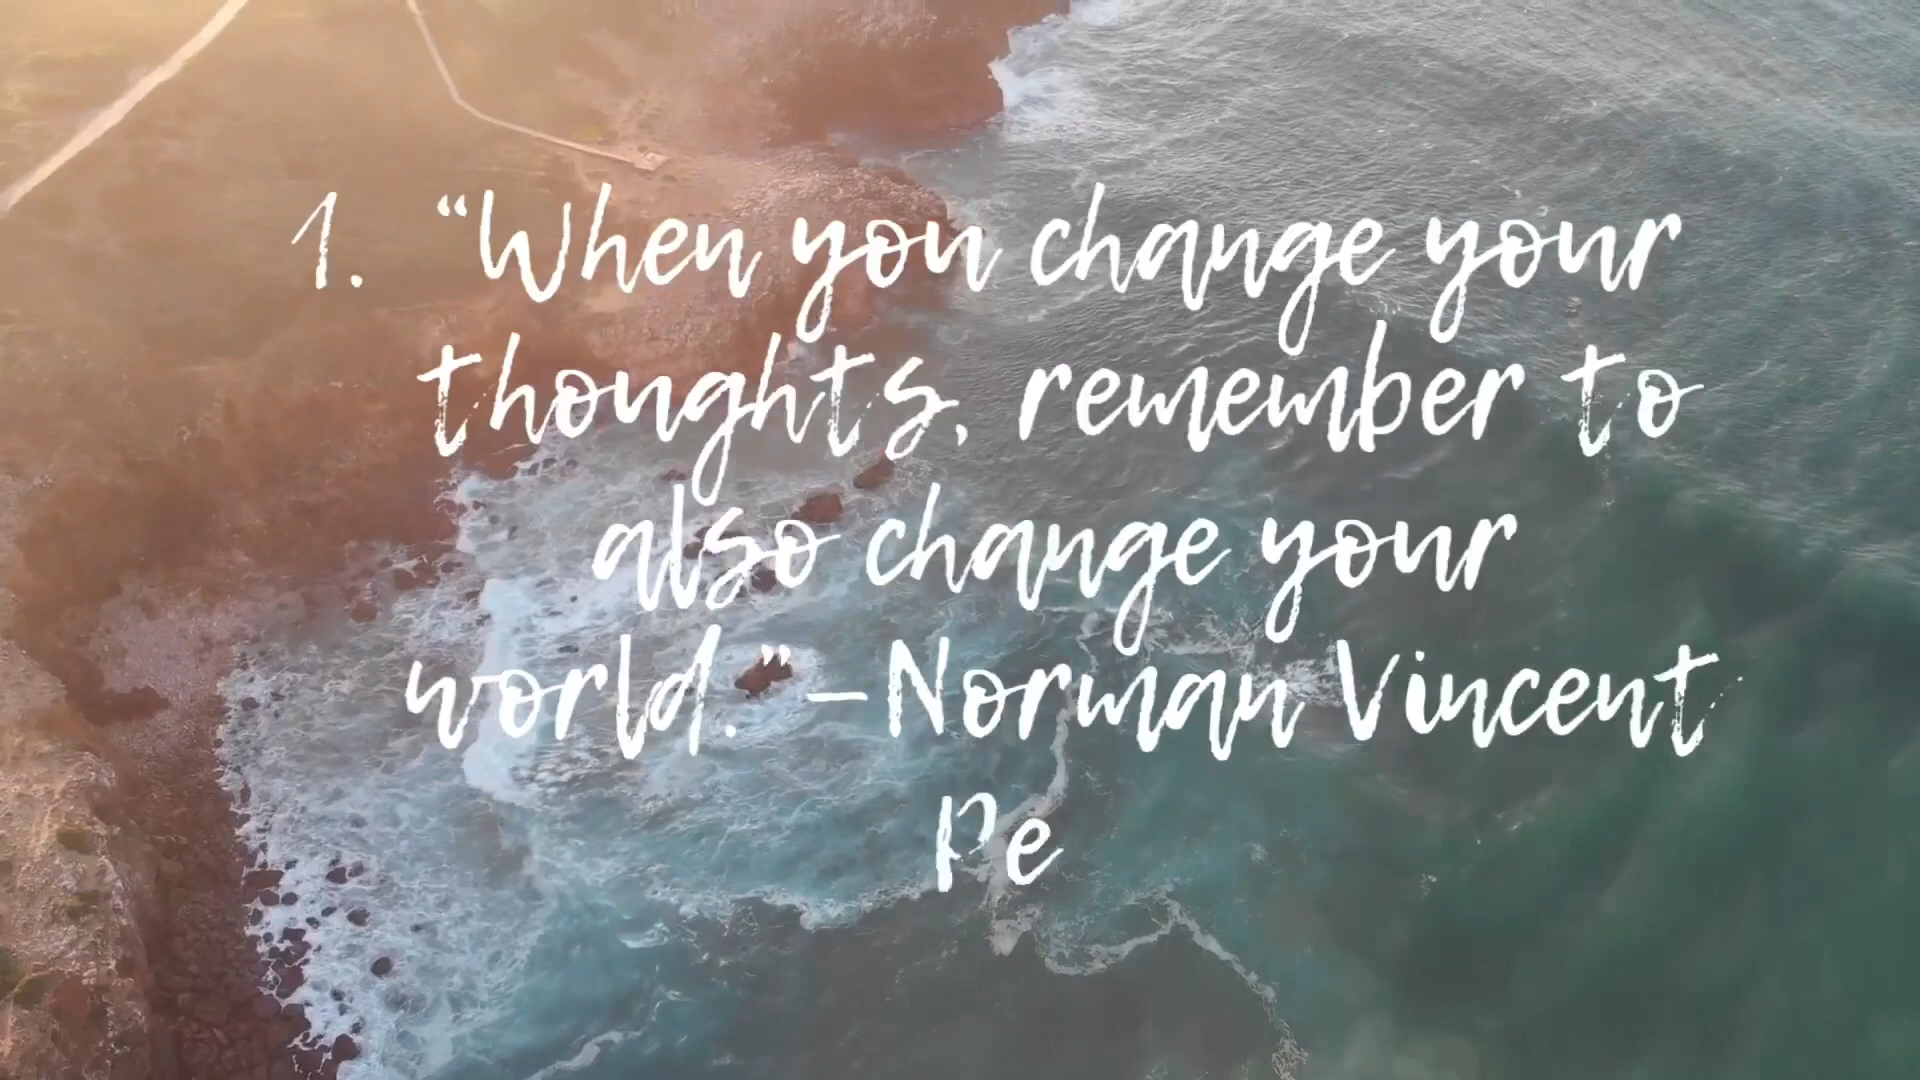 1. “When you change your
thoughts, remember to
also change your
world.” –Norman Vincent
Pe